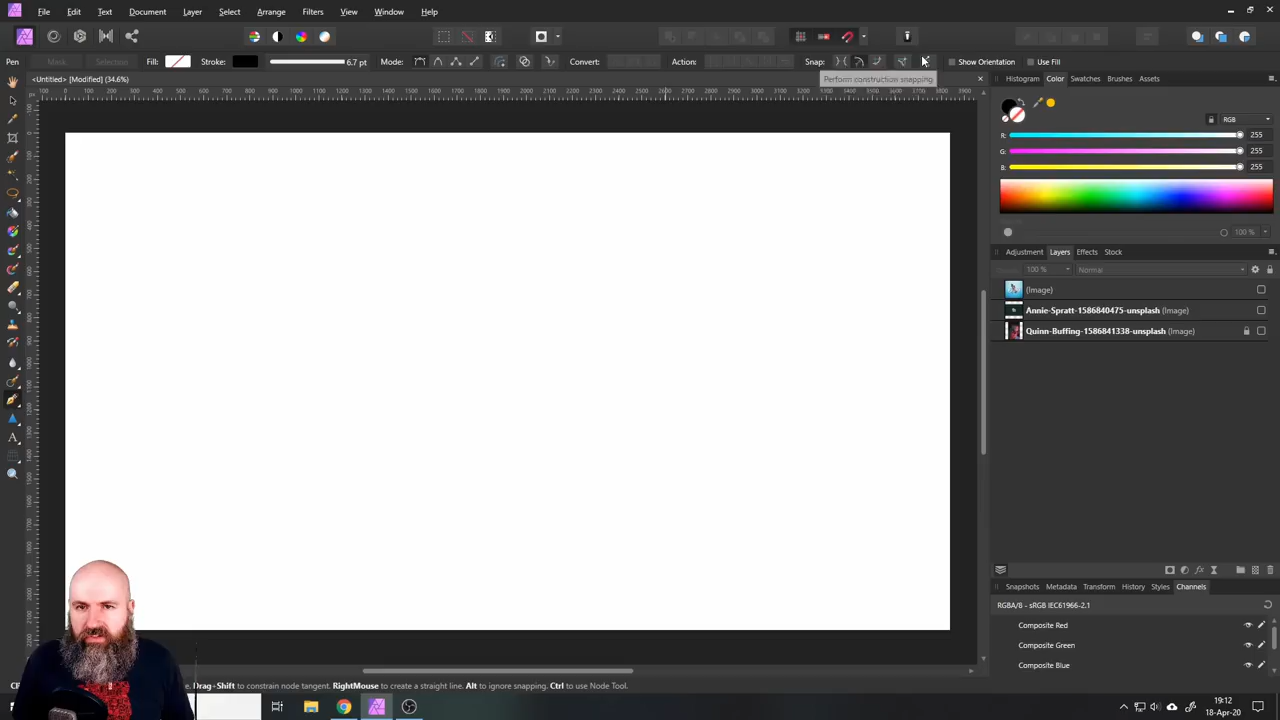 File Edit Text Document Layer Select Arrange Filters View Window Help
Pen Mask... Selection... Fill: Stroke: 6.7 pt Mode: Convert: Action: Snap: Show Orientation Use Fill
Perform construction snapping
<Untitled> [Modified] (34.6%)
Histogram Color Swatches Brushes Assets
RGB
R: 255
G: 255
B: 255
100 %
Adjustment Layers Effects Stock
100 % Normal
(Image)
Annie-Spratt-1586840475-unsplash (Image)
Quinn-Buffing-1586841338-unsplash (Image)
Snapshots Metadata Transform History Styles Channels
RGBA/8 - sRGB IEC61966-2.1
Composite Red
Composite Green
Composite Blue
Drag+Shift to constrain node tangent. RightMouse to create a straight line. Alt to ignore snapping. Ctrl to use Node Tool.
19:12
18-Apr-20